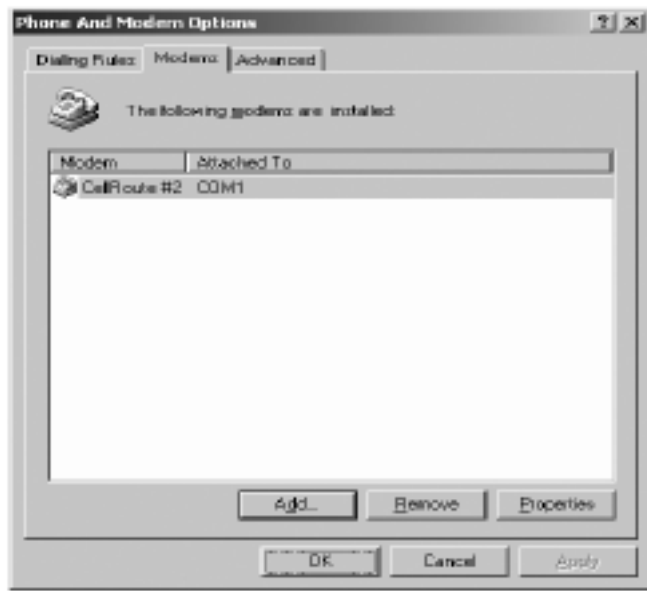 Phone And Modem Options
Dialing Rules Modems Advanced
The following modems are installed:
Modem Attached To
CellRoute #2 COM1
Add... Remove Properties
OK Cancel Apply